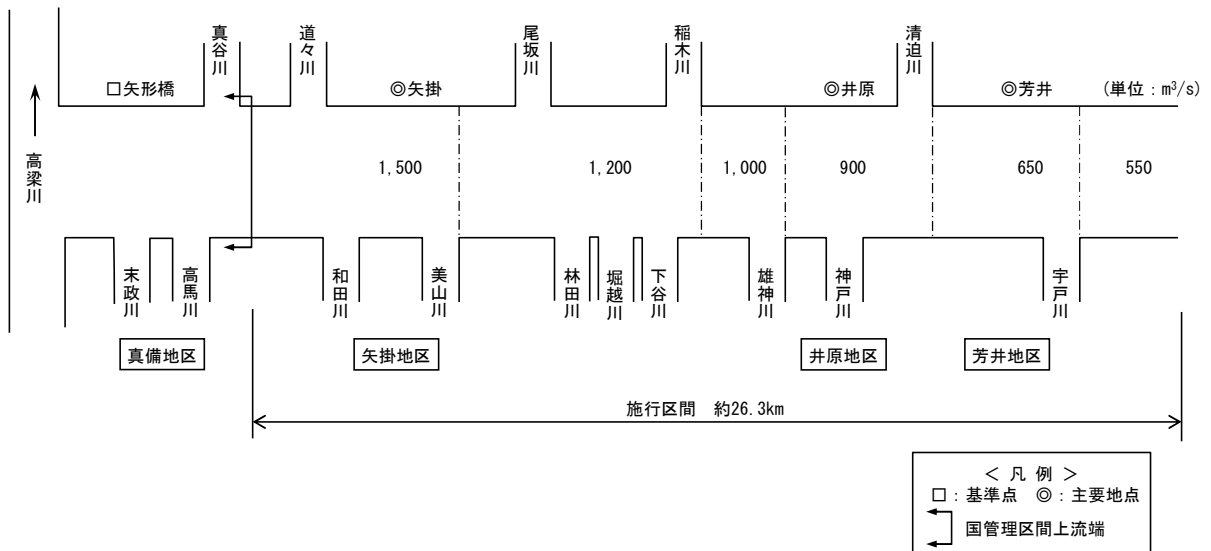 真谷川
道々川
尾坂川
稲木川
清迫川
□矢形橋
◎矢掛
◎井原
◎芳井
(単位:m³/s)
高梁川
1,500
1,200
1,000
900
650
550
末政川
高馬川
和田川
美山川
林田川
堀越川
下谷川
雄神川
神戸川
宇戸川
真備地区
矢掛地区
井原地区
芳井地区
施行区間 約26.3km
<凡例>
□:基準点 ◎:主要地点
国管理区間上流端